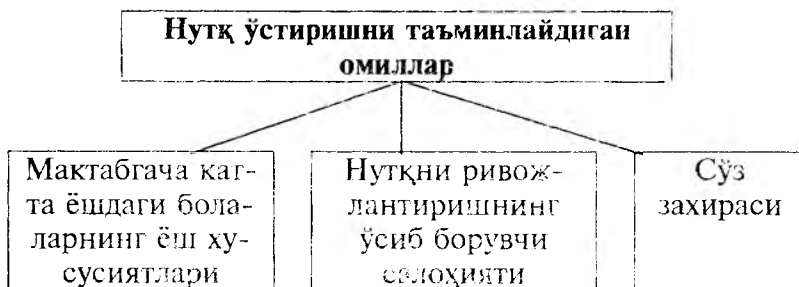 Нутқ ўстиришни таъминлайдиган
омиллар
Мактабгача кат-
та ёшдаги бола-
ларнинг ёш ху-
сусиятлари
Нутқни ривож-
лантиришнинг
ўсиб борувчи
салоҳияти
Сўз
захираси